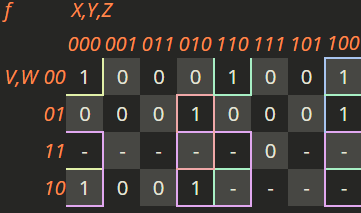 f X,Y,Z
000 001 011 010 110 111 101 100
V,W 00 1 0 0 0 1 0 0 1
01 0 0 0 1 0 0 0 1
11 - - - - - 0 - -
10 1 0 0 1 - - - -